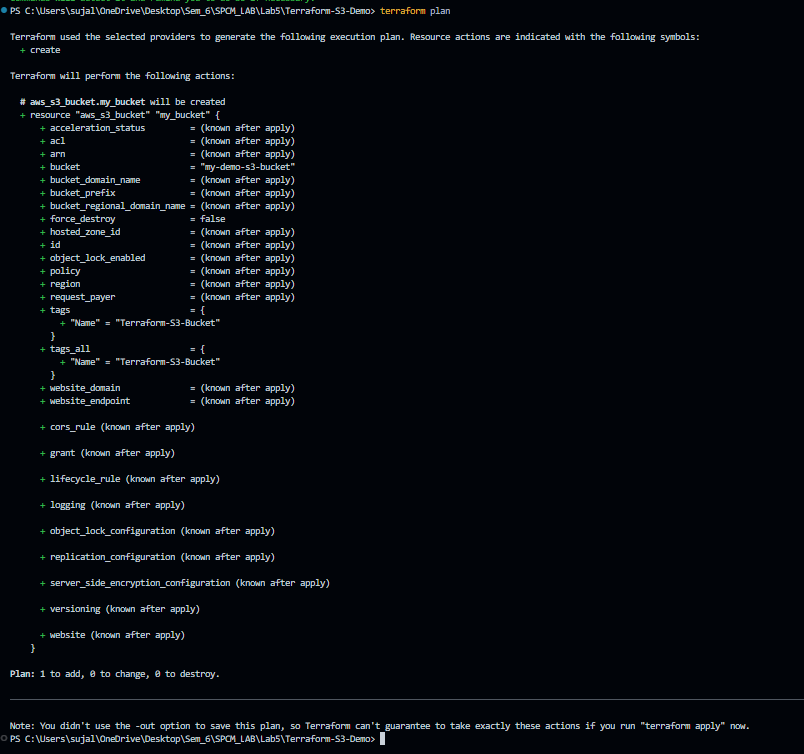 PS C:\Users\sujal\OneDrive\Desktop\Sem_6\SPCM_LAB\Lab5\Terraform-S3-Demo> terraform plan
Terraform used the selected providers to generate the following execution plan. Resource actions are indicated with the following symbols:
+ create
Terraform will perform the following actions:
# aws_s3_bucket.my_bucket will be created
+ resource "aws_s3_bucket" "my_bucket" {
+ acceleration_status = (known after apply)
+ acl = (known after apply)
+ arn = (known after apply)
+ bucket = "my-demo-s3-bucket"
+ bucket_domain_name = (known after apply)
+ bucket_prefix = (known after apply)
+ bucket_regional_domain_name = (known after apply)
+ force_destroy = false
+ hosted_zone_id = (known after apply)
+ id = (known after apply)
+ object_lock_enabled = (known after apply)
+ policy = (known after apply)
+ region = (known after apply)
+ request_payer = (known after apply)
+ tags = {
+ "Name" = "Terraform-S3-Bucket"
}
+ tags_all = {
+ "Name" = "Terraform-S3-Bucket"
}
+ website_domain = (known after apply)
+ website_endpoint = (known after apply)
+ cors_rule (known after apply)
+ grant (known after apply)
+ lifecycle_rule (known after apply)
+ logging (known after apply)
+ object_lock_configuration (known after apply)
+ replication_configuration (known after apply)
+ server_side_encryption_configuration (known after apply)
+ versioning (known after apply)
+ website (known after apply)
}
Plan: 1 to add, 0 to change, 0 to destroy.
Note: You didn't use the -out option to save this plan, so Terraform can't guarantee to take exactly these actions if you run "terraform apply" now.
PS C:\Users\sujal\OneDrive\Desktop\Sem_6\SPCM_LAB\Lab5\Terraform-S3-Demo>